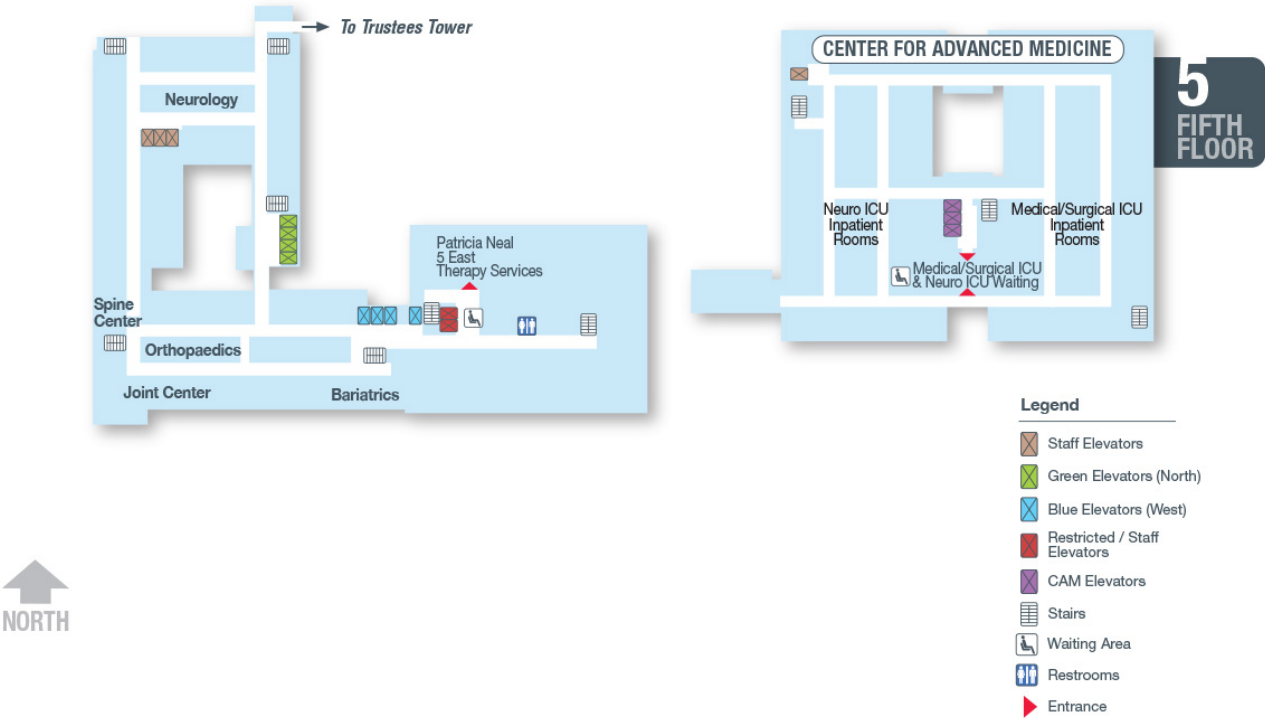 To Trustees Tower
CENTER FOR ADVANCED MEDICINE
5
FIFTH
FLOOR
Neurology
Patricia Neal
5 East
Therapy Services
Spine
Center
Orthopaedics
Joint Center
Bariatrics
Neuro ICU
Inpatient
Rooms
Medical/Surgical ICU
Inpatient
Rooms
Medical/Surgical ICU
& Neuro ICU Waiting
Legend
Staff Elevators
Green Elevators (North)
Blue Elevators (West)
Restricted / Staff
Elevators
CAM Elevators
Stairs
Waiting Area
Restrooms
Entrance
NORTH